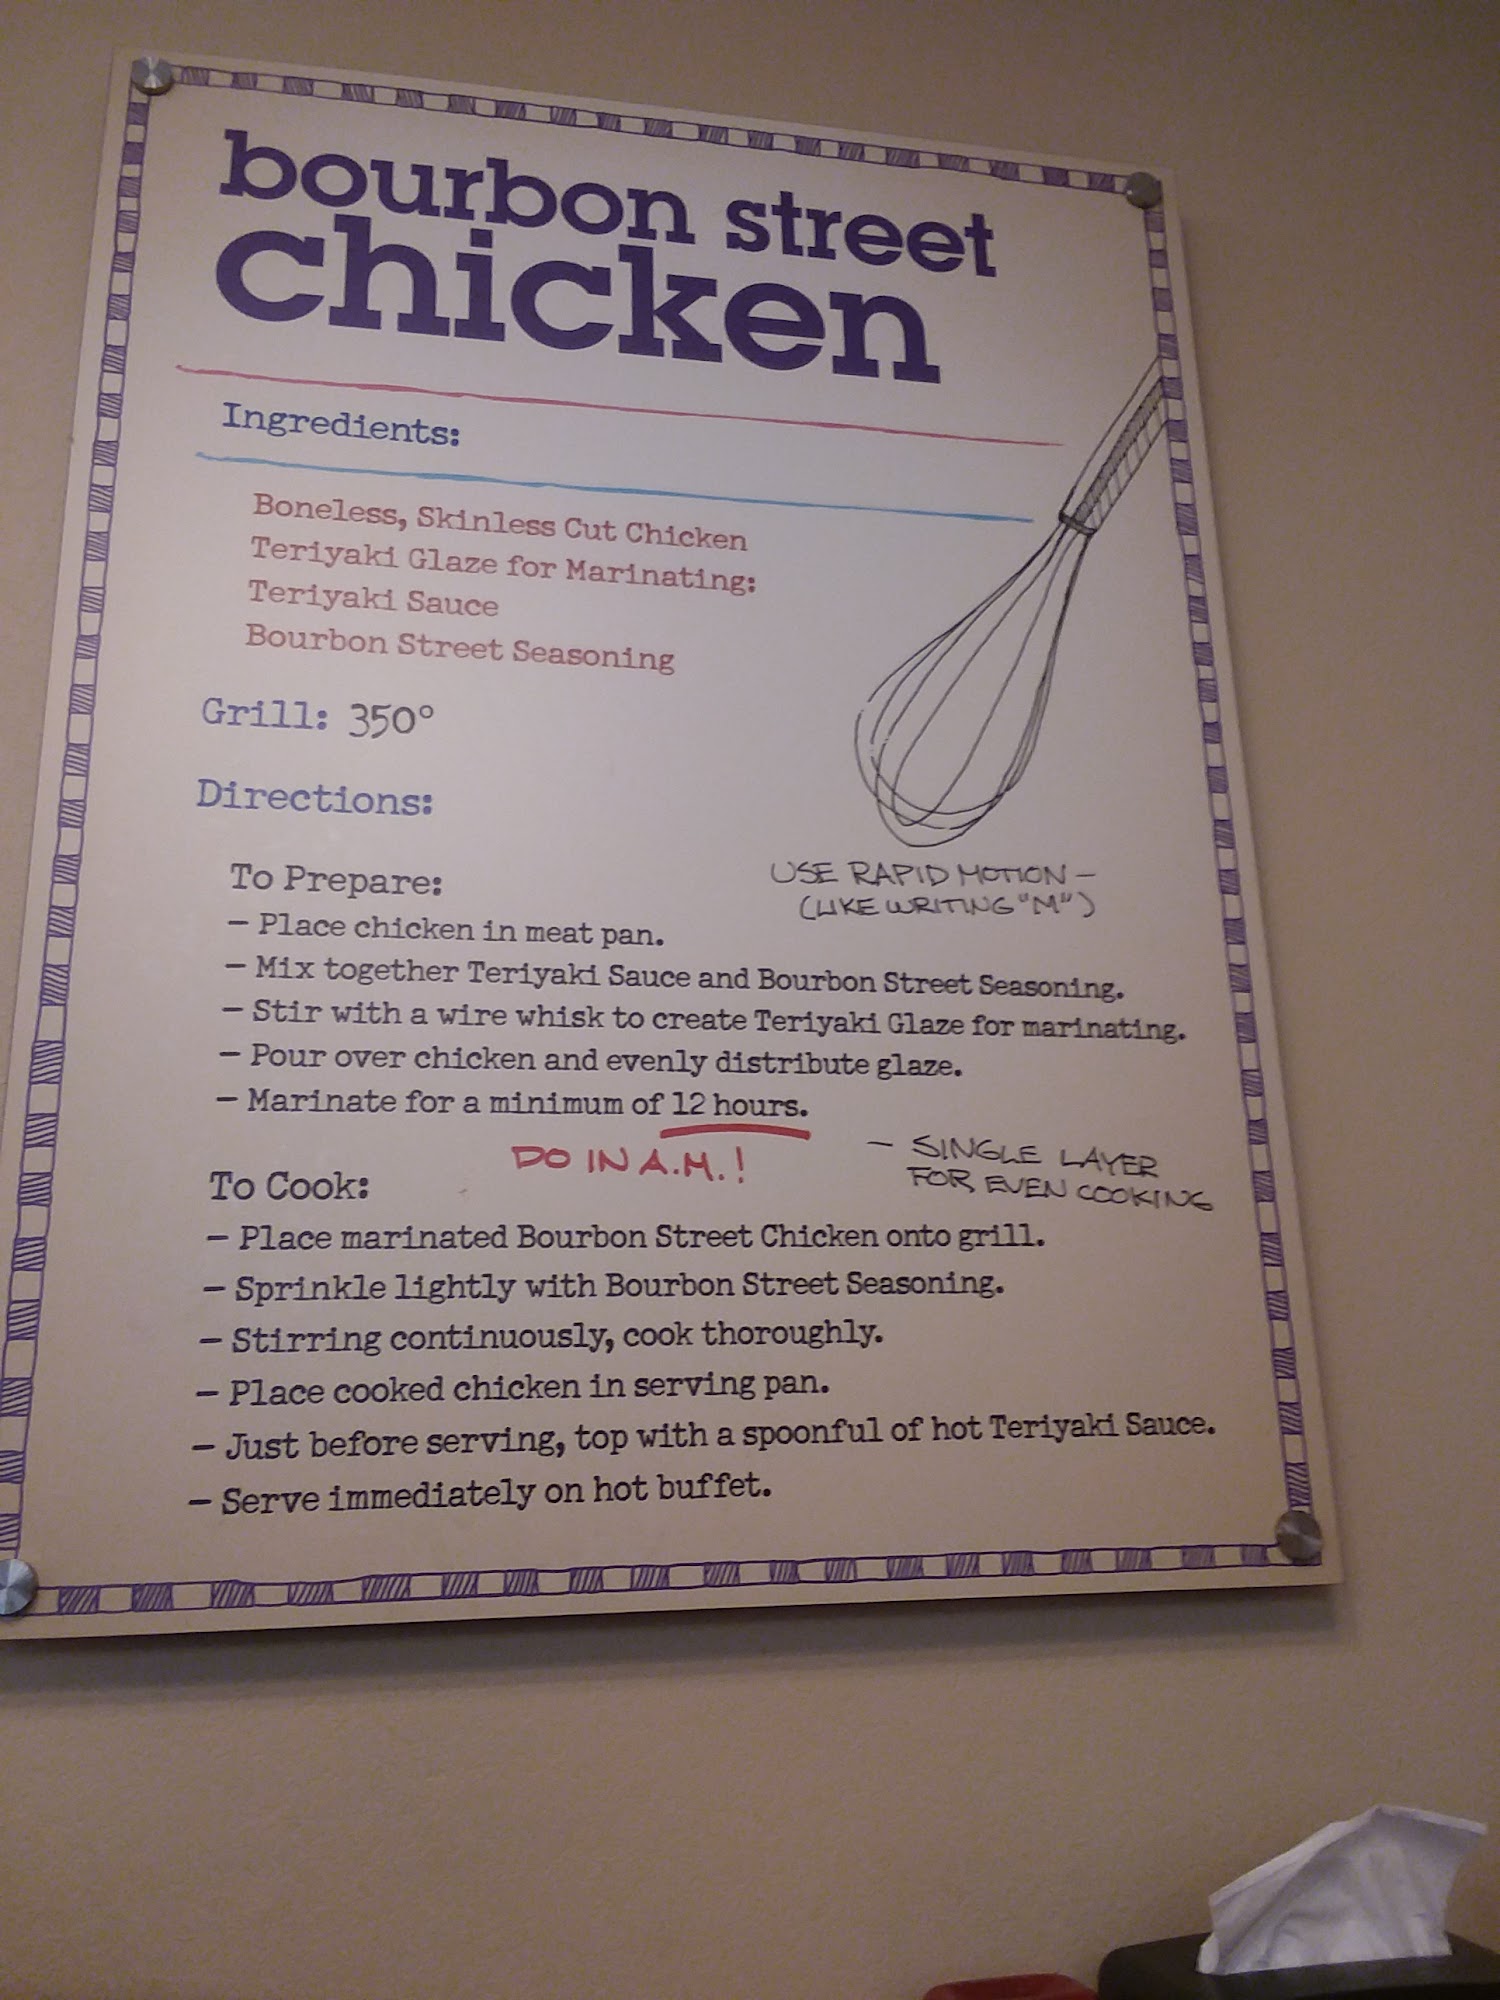 bourbon street
chicken
Ingredients:
Boneless, Skinless Cut Chicken
Teriyaki Glaze for Marinating:
Teriyaki Sauce
Bourbon Street Seasoning
Grill: 350°
Directions:
To Prepare:
USE RAPID MOTION –
(LIKE WRITING "M")
– Place chicken in meat pan.
– Mix together Teriyaki Sauce and Bourbon Street Seasoning.
– Stir with a wire whisk to create Teriyaki Glaze for marinating.
– Pour over chicken and evenly distribute glaze.
– Marinate for a minimum of 12 hours.
DO IN A.M.!
– SINGLE LAYER
FOR EVEN COOKING
To Cook:
– Place marinated Bourbon Street Chicken onto grill.
– Sprinkle lightly with Bourbon Street Seasoning.
– Stirring continuously, cook thoroughly.
– Place cooked chicken in serving pan.
– Just before serving, top with a spoonful of hot Teriyaki Sauce.
– Serve immediately on hot buffet.